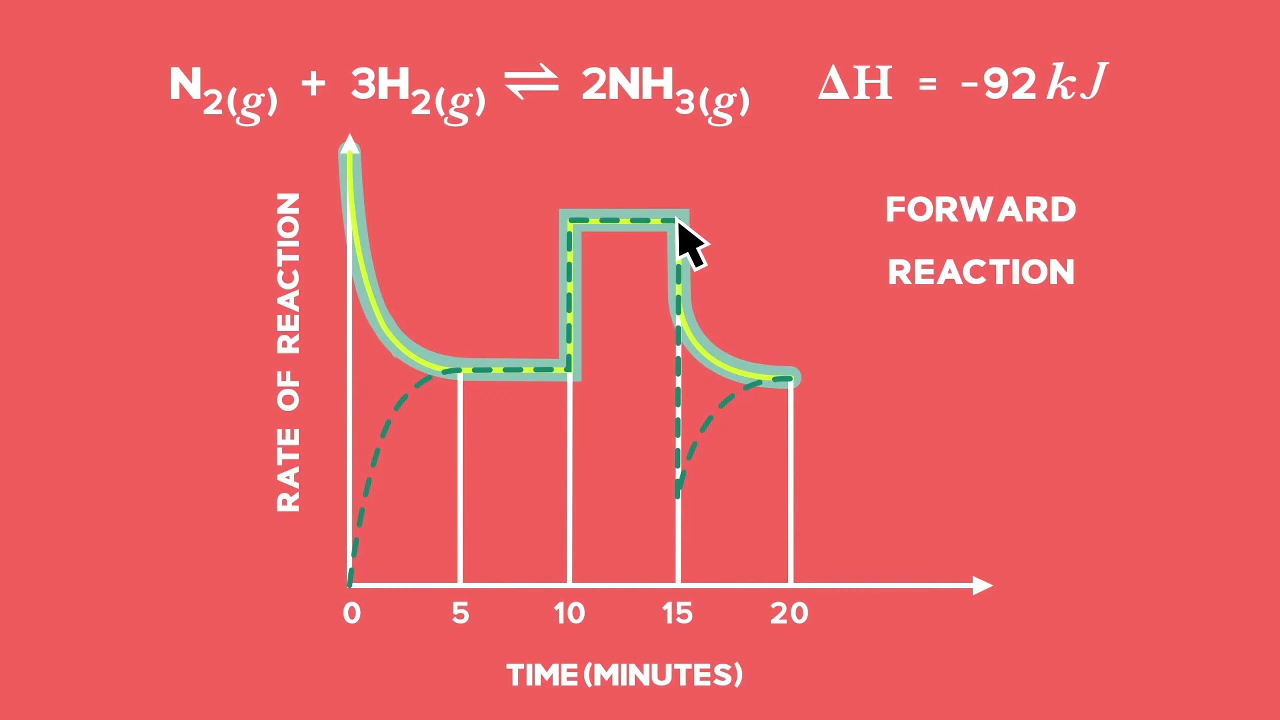 N₂(g) + 3H₂(g) ⇌ 2NH₃(g) ΔH = -92 kJ
FORWARD
REACTION
RATE OF REACTION
0 5 10 15 20
TIME (MINUTES)